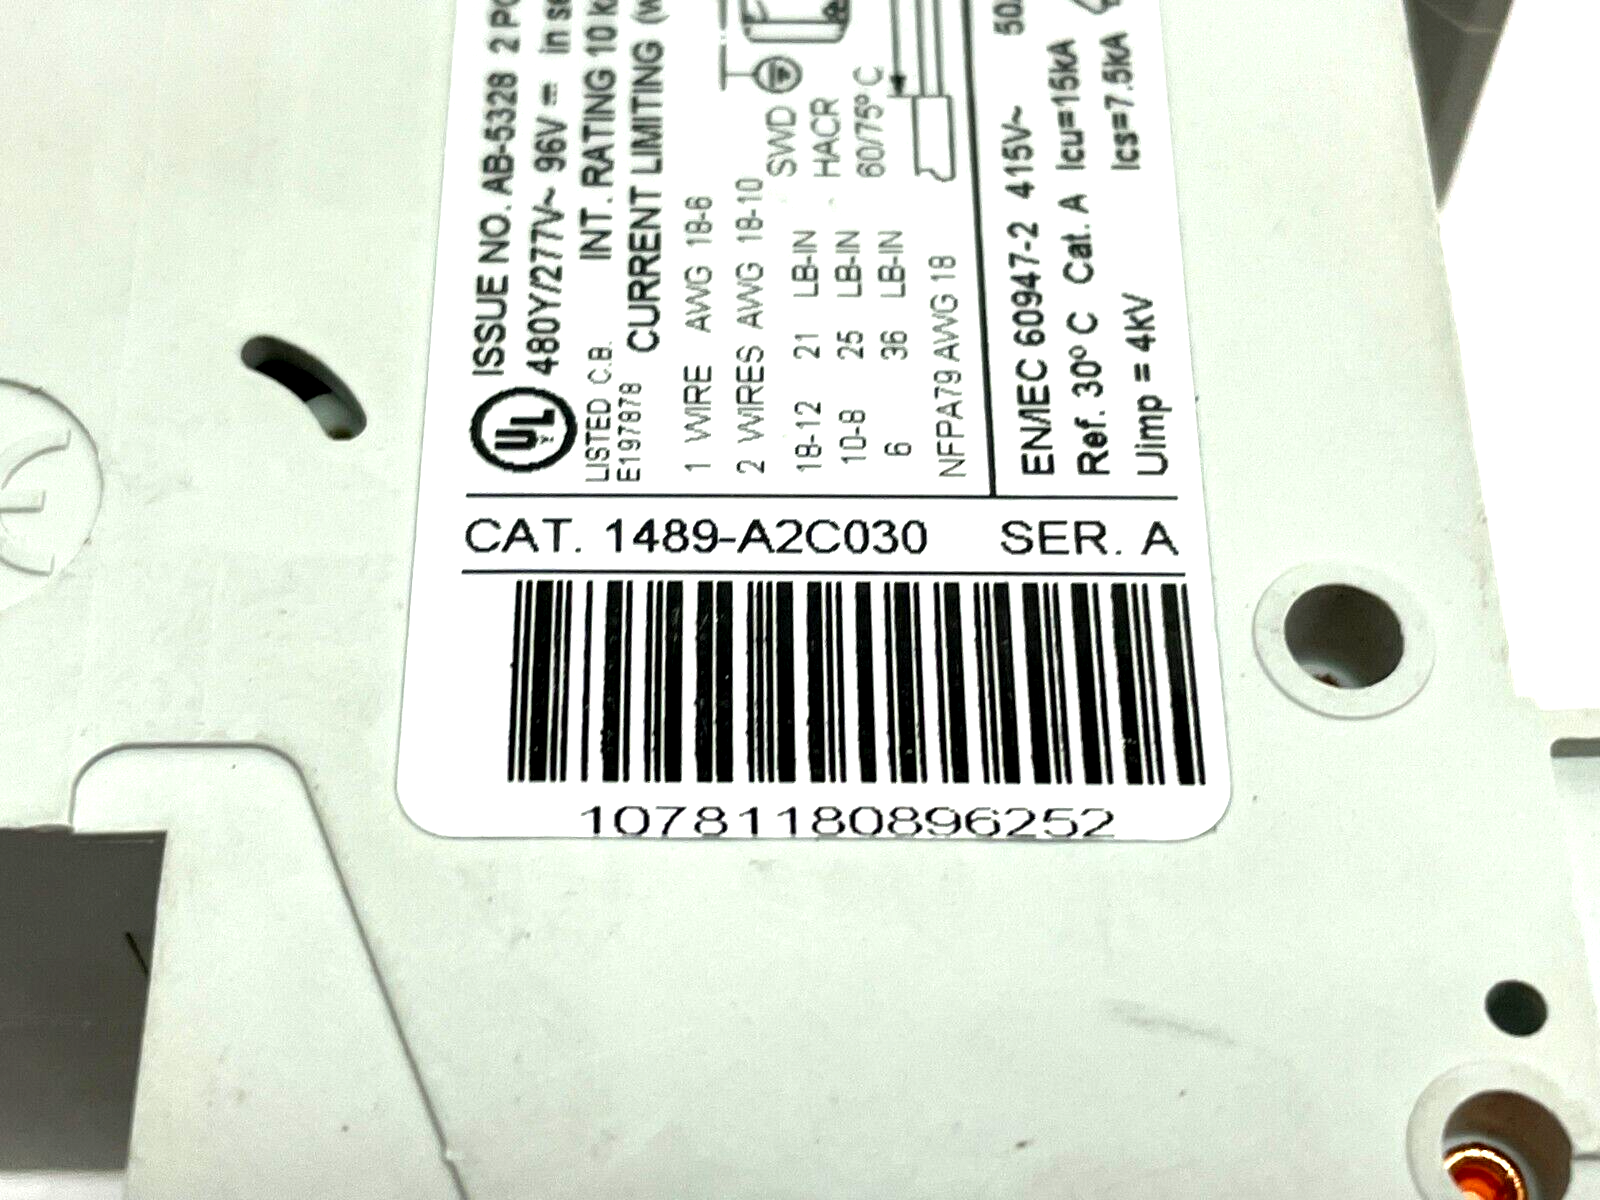 ISSUE NO. AB-5328 2
480Y/277V~ 96V in
INT. RATING 10
CURRENT LIMITING
UL
LISTED C.B.
E197878
1 WIRE AWG 18-6
2 WIRES AWG 18-10
18-12 21 LB-IN
10-8 25 LB-IN
6 36 LB-IN
SWD
HACR
60/75°C
NFPA79 AWG 18
EN/IEC 60947-2 415V~
Ref. 30°C Cat. A Icu=15kA
Uimp = 4kV Ics=7.5kA
CAT. 1489-A2C030 SER. A
10781180896252
CE